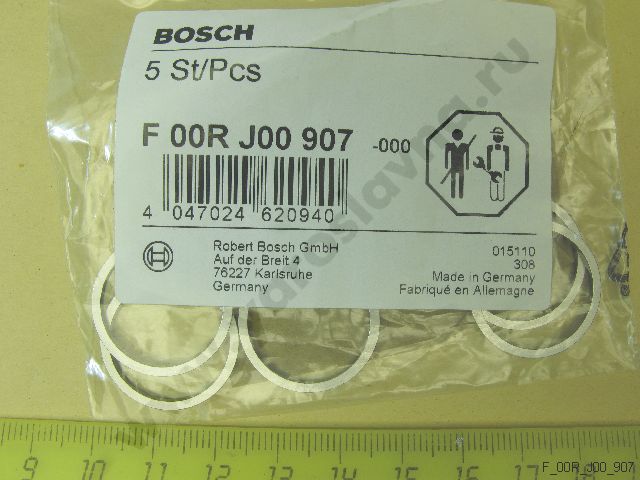 BOSCH
5 St/Pcs
F 00R J00 907 -000
4 047024 620940
Robert Bosch GmbH
Auf der Breit 4
76227 Karlsruhe
Germany
015110
308
Made in Germany
Fabriqué en Allemagne
9 10 11 12 13 14 15 16 17 18
F_00R_J00_907